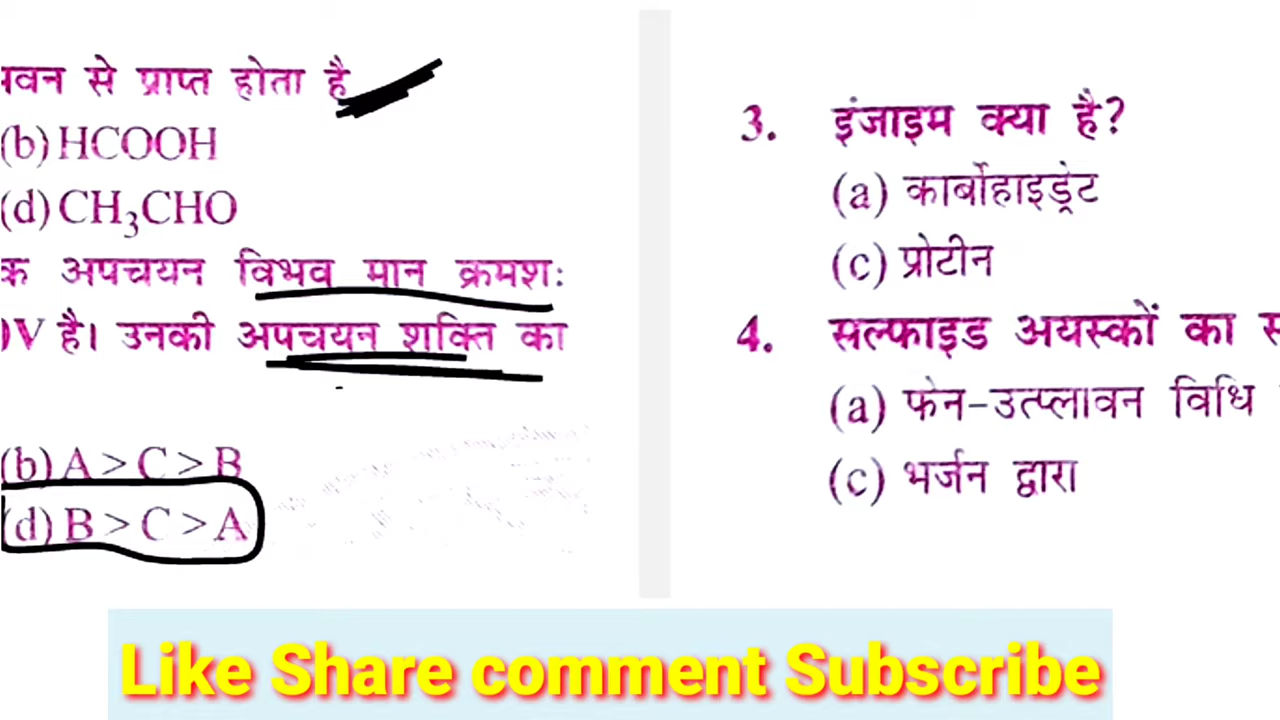 से प्राप्त होता है
(b) HCOOH
(d) CH₃CHO
अपचयन विभव मान क्रमशः
V है। उनकी अपचयन शक्ति का
(b) A > C > B
(d) B > C > A
3. इंजाइम क्या है?
(a) कार्बोहाइड्रेट
(c) प्रोटीन
4. सल्फाइड अयस्कों का
(a) फेन-उत्प्लावन विधि
(c) भर्जन द्वारा
Like Share comment Subscribe